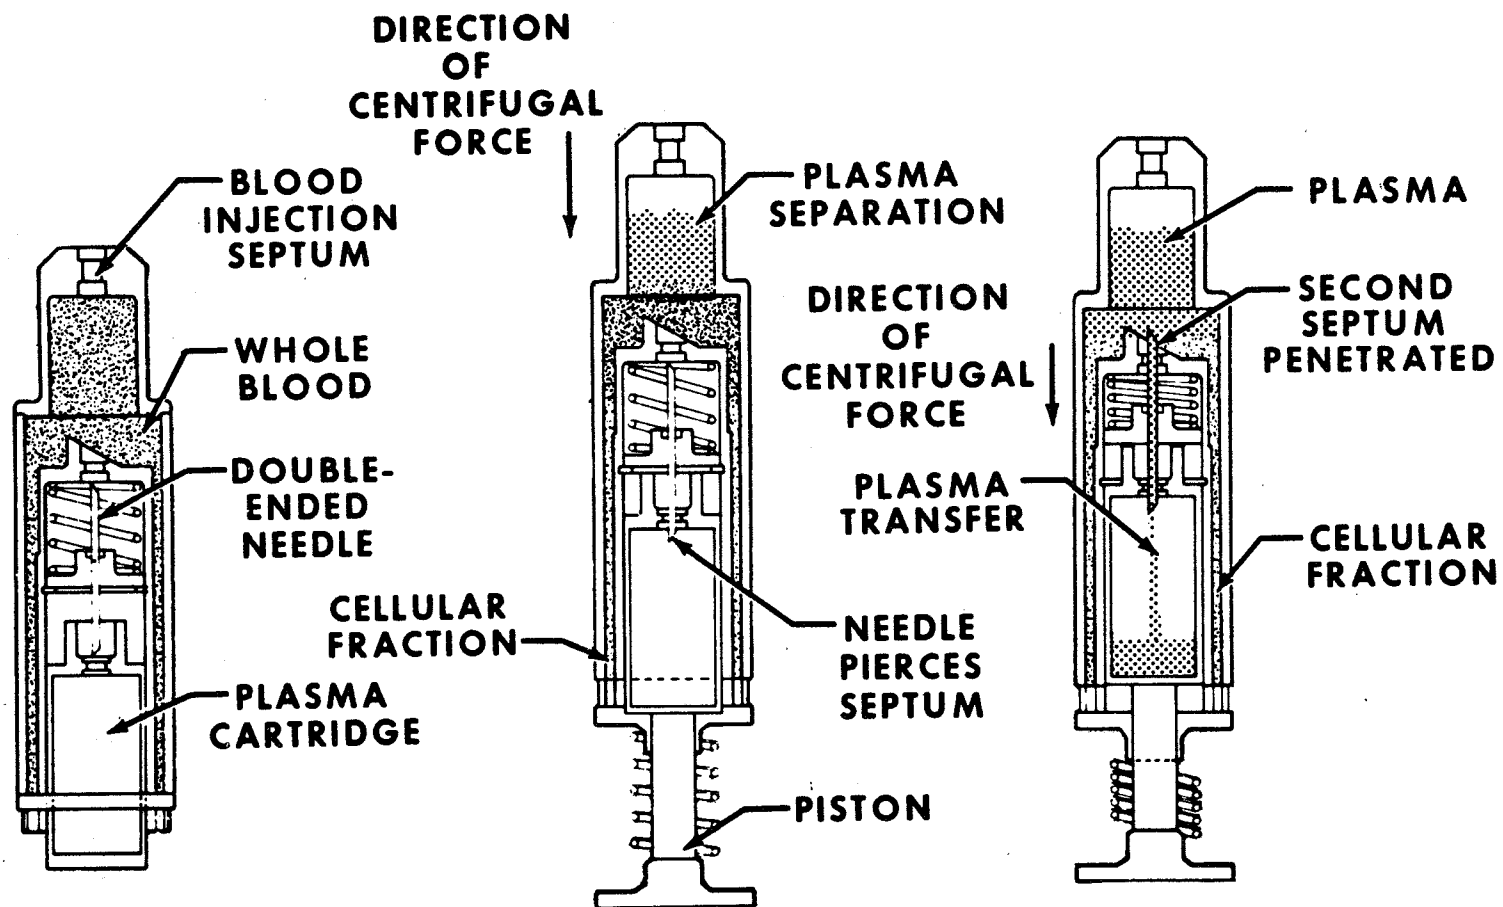 BLOOD
INJECTION
SEPTUM
WHOLE
BLOOD
DOUBLE-
ENDED
NEEDLE
PLASMA
CARTRIDGE
DIRECTION
OF
CENTRIFUGAL
FORCE
PLASMA
SEPARATION
CELLULAR
FRACTION
NEEDLE
PIERCES
SEPTUM
PISTON
DIRECTION
OF
CENTRIFUGAL
FORCE
PLASMA
SECOND
SEPTUM
PENETRATED
PLASMA
TRANSFER
CELLULAR
FRACTION